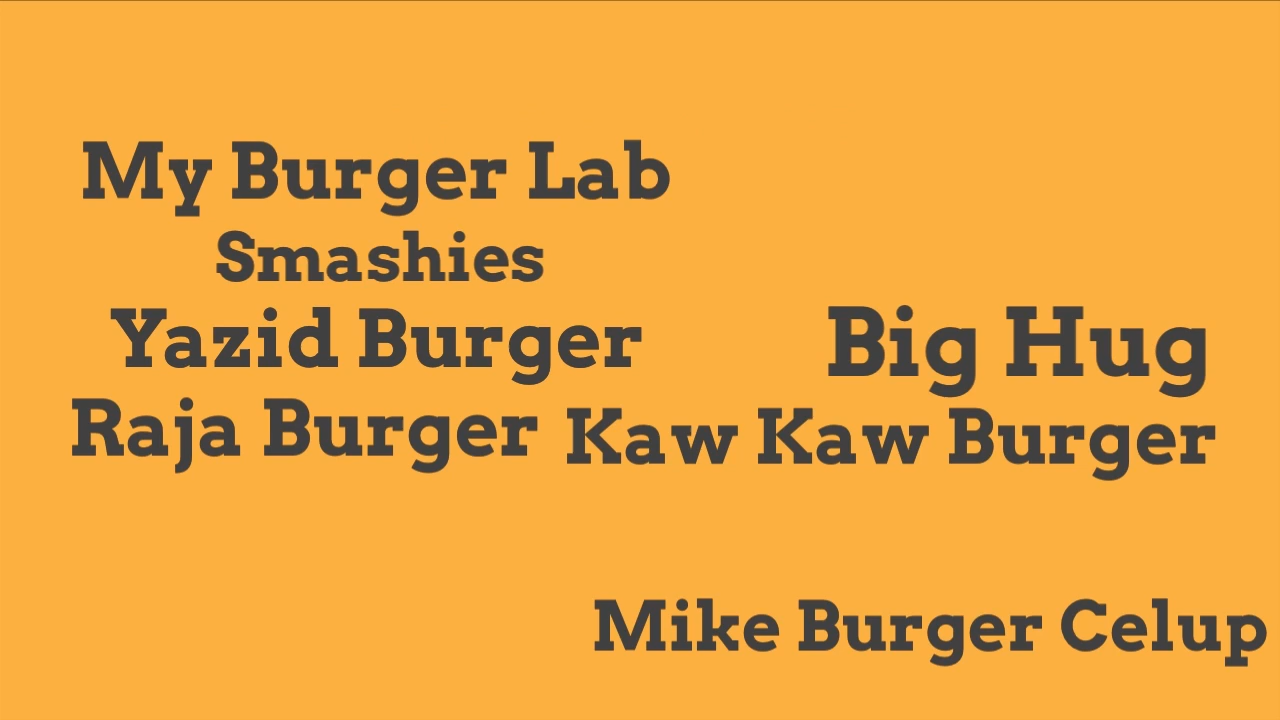 My Burger Lab
Smashies
Yazid Burger
Big Hug
Raja Burger
Kaw Kaw Burger
Mike Burger Celup